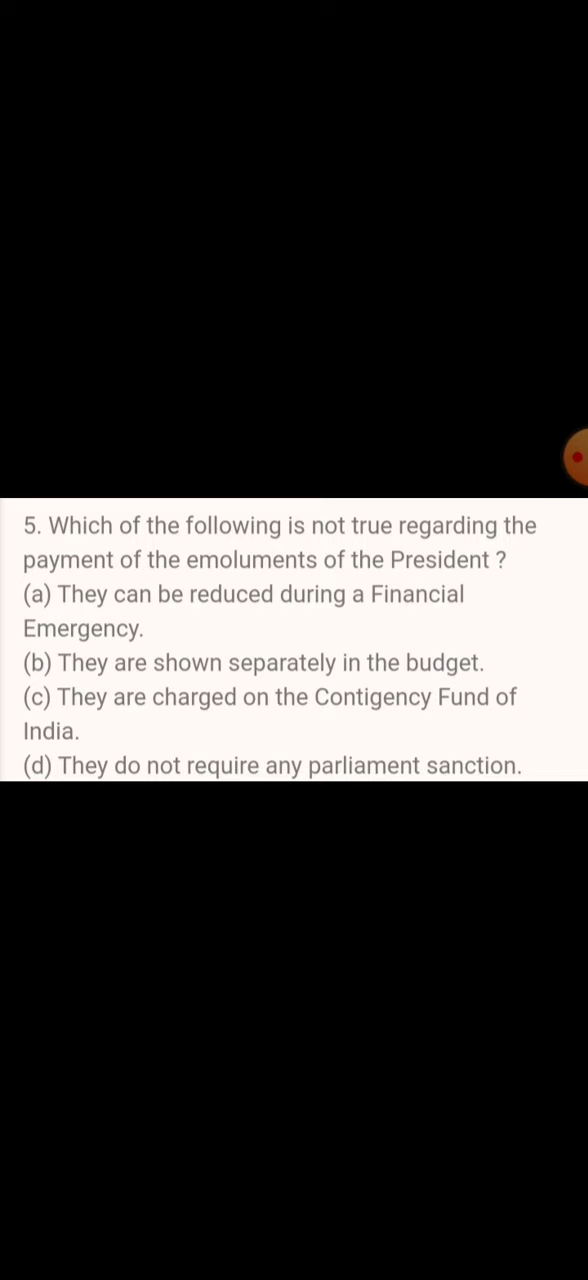 5. Which of the following is not true regarding the
payment of the emoluments of the President ?
(a) They can be reduced during a Financial
Emergency.
(b) They are shown separately in the budget.
(c) They are charged on the Contigency Fund of
India.
(d) They do not require any parliament sanction.